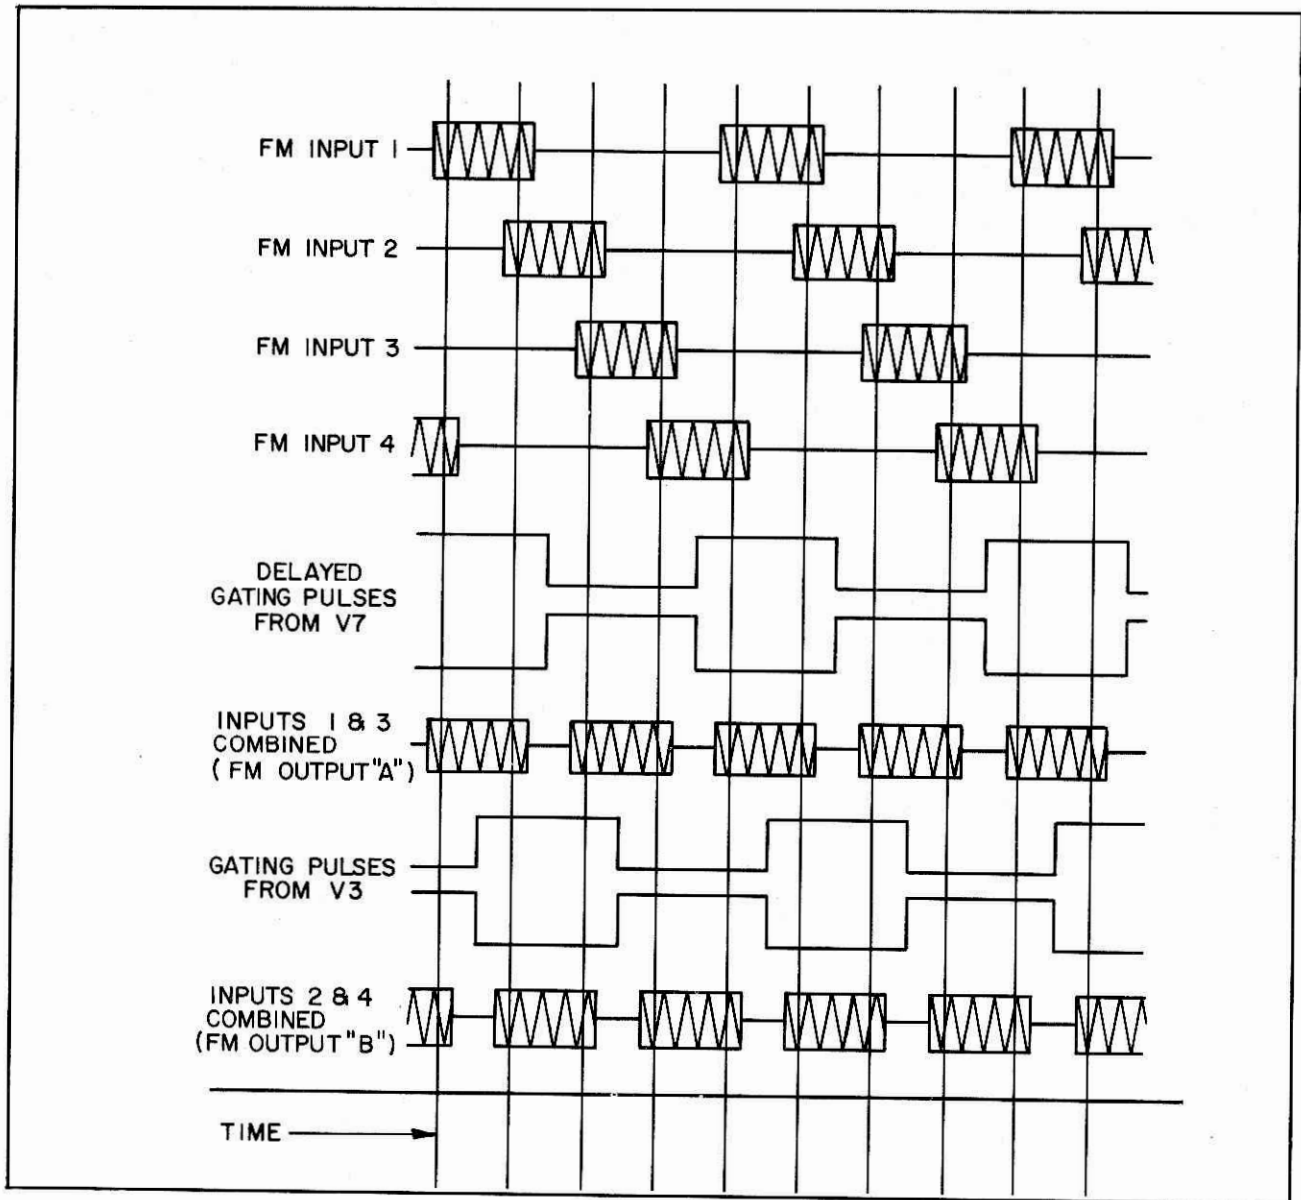 FM INPUT 1
FM INPUT 2
FM INPUT 3
FM INPUT 4
DELAYED
GATING PULSES
FROM V7
INPUTS 1 & 3
COMBINED
(FM OUTPUT "A")
GATING PULSES
FROM V3
INPUTS 2 & 4
COMBINED
(FM OUTPUT "B")
TIME